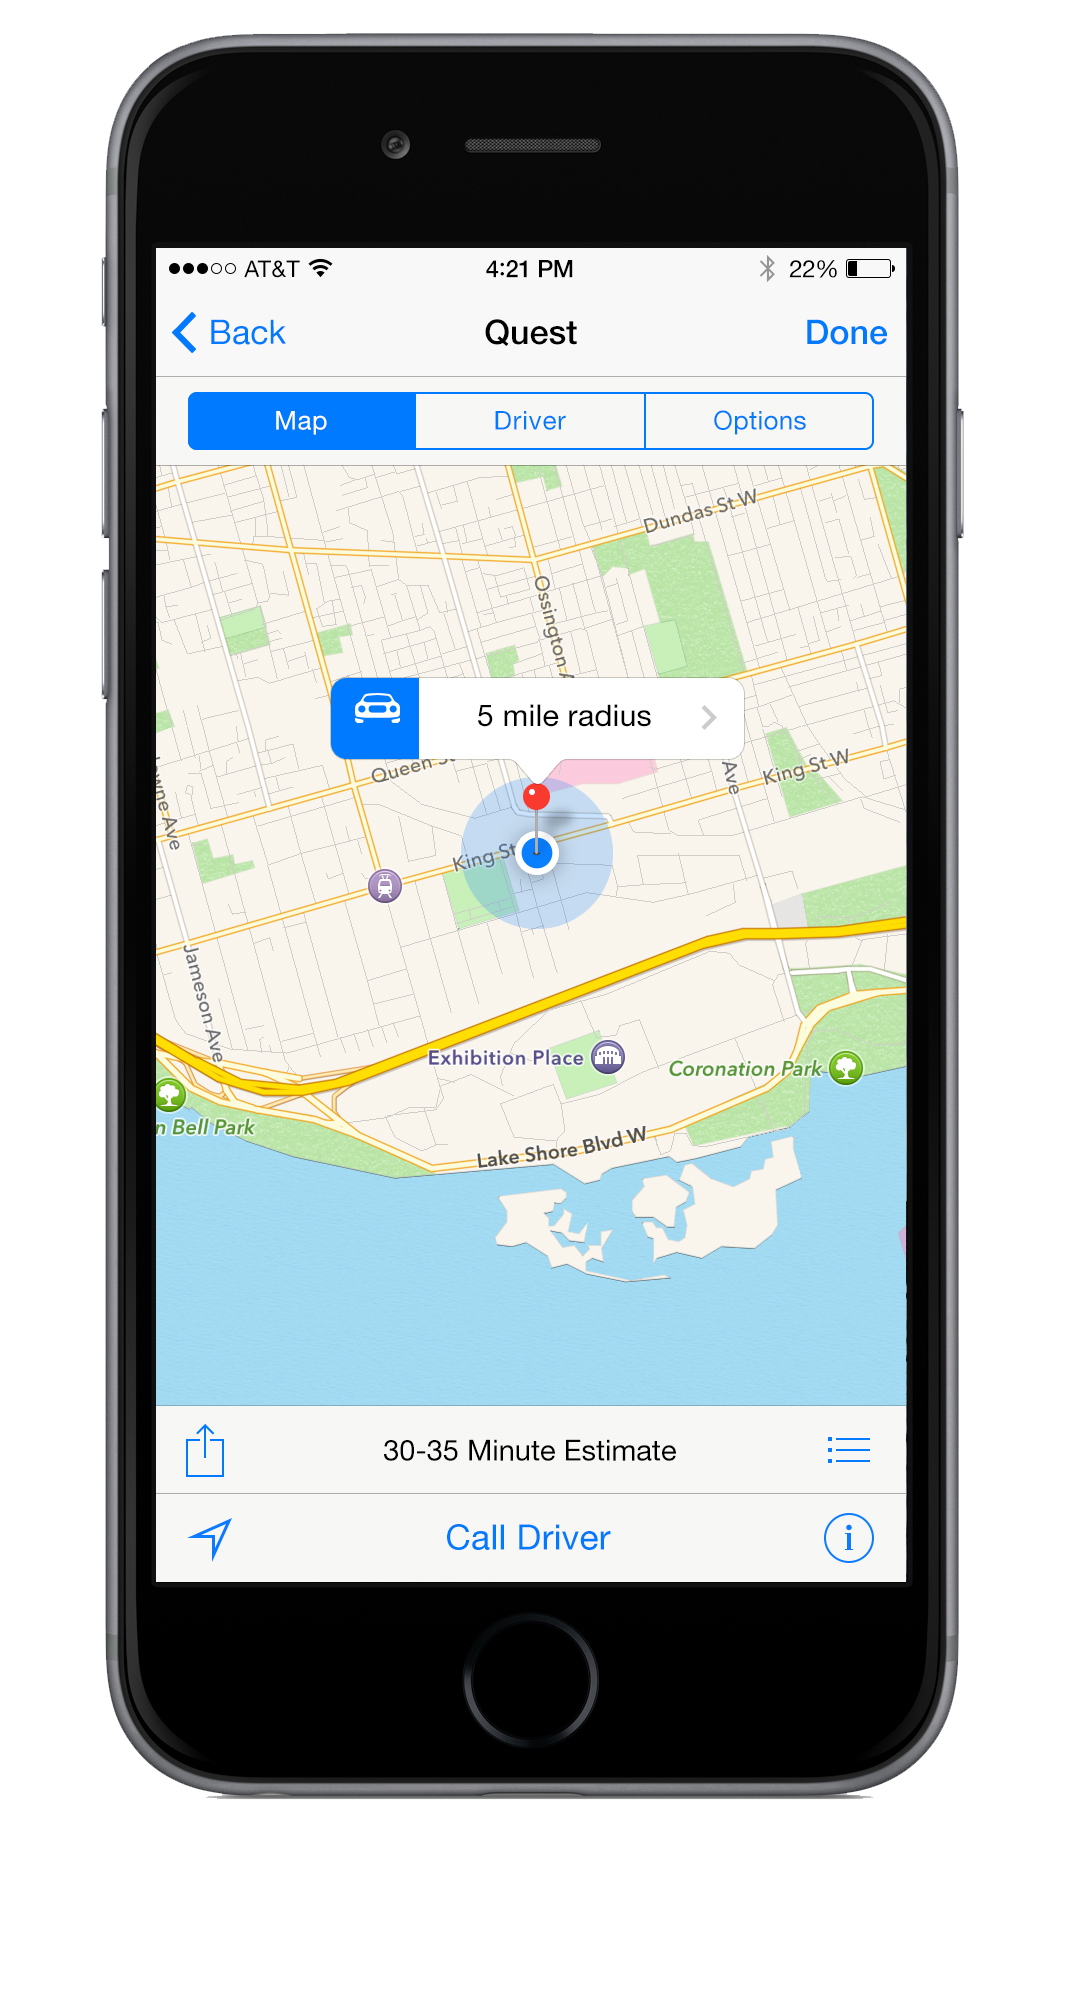 AT&T 4:21 PM 22%
Back Quest Done
Map Driver Options
Dundas St W
Ossington A
5 mile radius
Queen St
Ave
King St W
wne Ave
King St
Jameson Ave
Exhibition Place
Coronation Park
n Bell Park
Lake Shore Blvd W
30-35 Minute Estimate
Call Driver